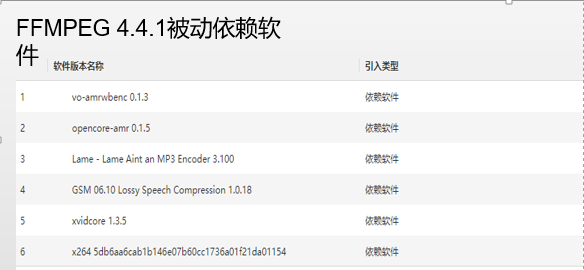 FFMPEG 4.4.1被动依赖软
件
软件版本名称 引入类型
1 vo-amrwbenc 0.1.3 依赖软件
2 opencore-amr 0.1.5 依赖软件
3 Lame - Lame Aint an MP3 Encoder 3.100 依赖软件
4 GSM 06.10 Lossy Speech Compression 1.0.18 依赖软件
5 xvidcore 1.3.5 依赖软件
6 x264 5db6aa6cab1b146e07b60cc1736a01f21da01154 依赖软件